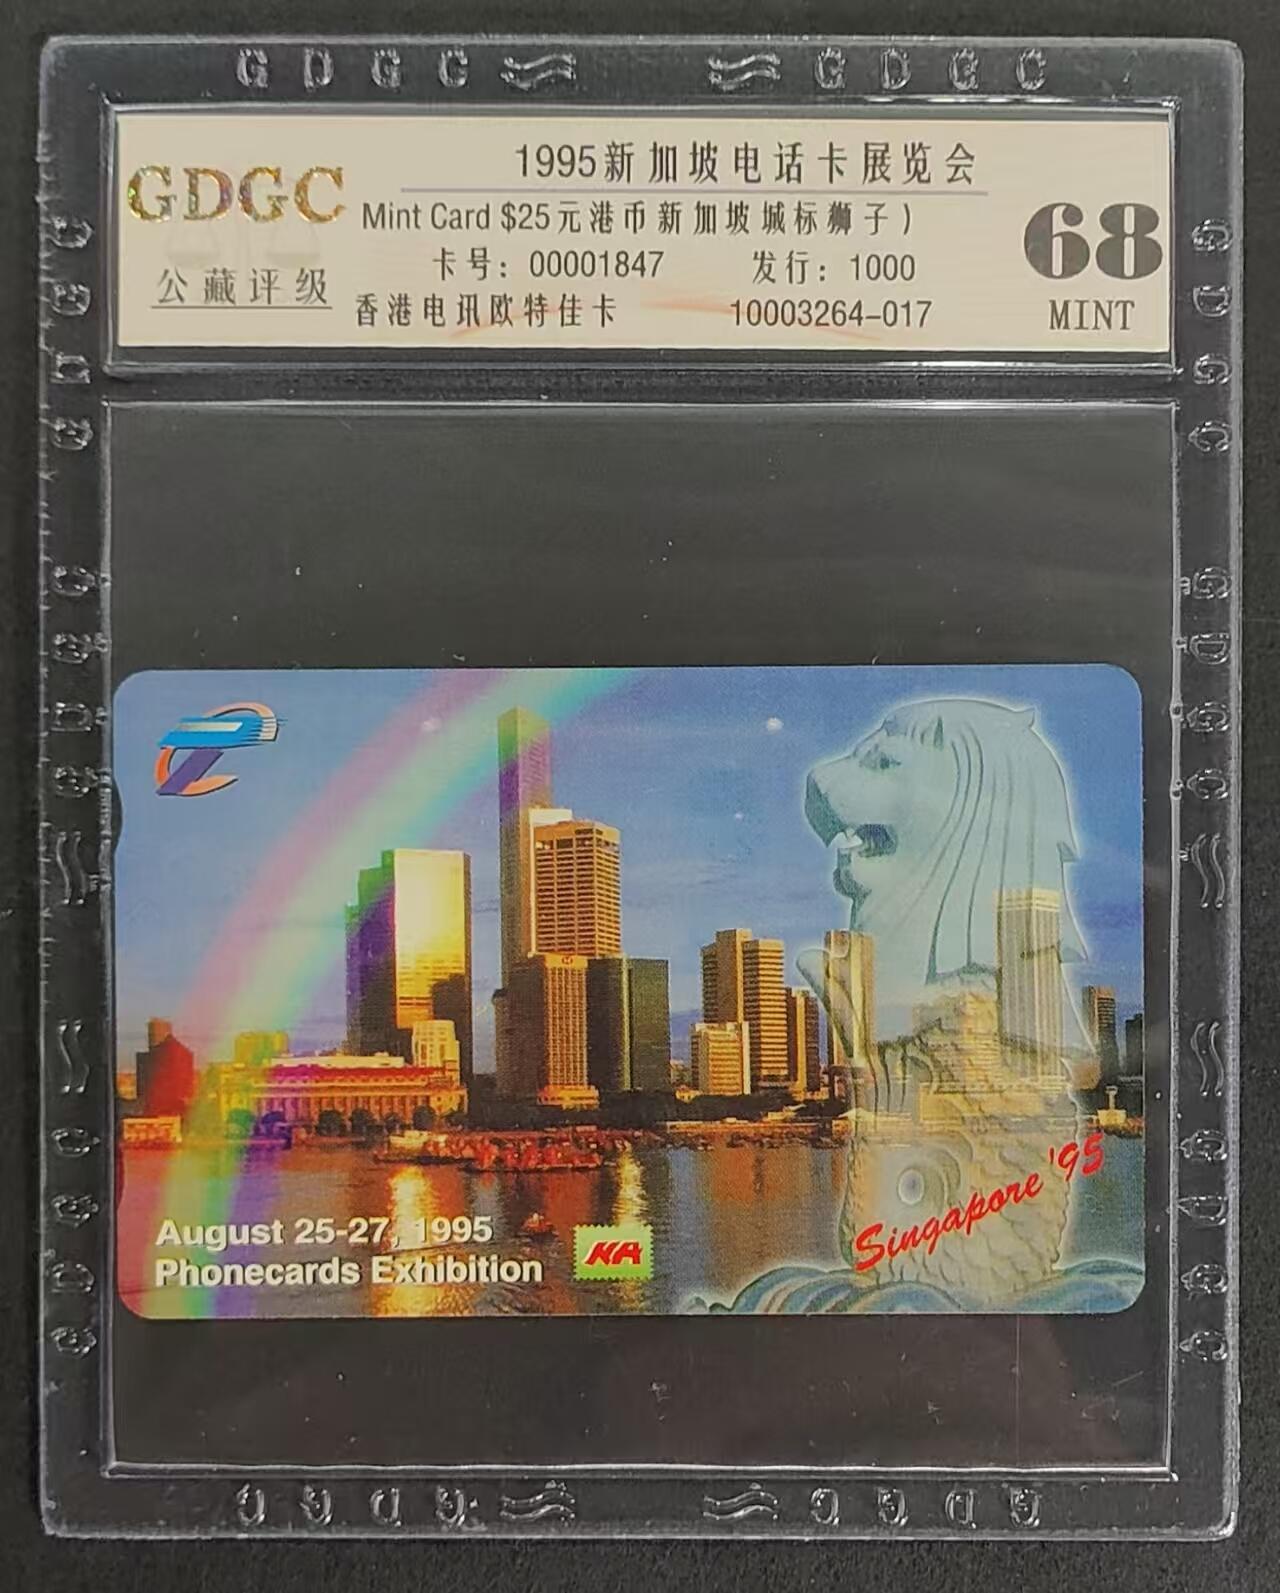 GDGC GDGC
1995新加坡电话卡展览会
GDGC
Mint Card $25元港币新加坡城标狮子)
68
公藏评级
卡号：00001847 发行：1000
MINT
香港电讯欧特佳卡 10003264-017
August 25-27, 1995
Phonecards Exhibition
HA
Singapore '95